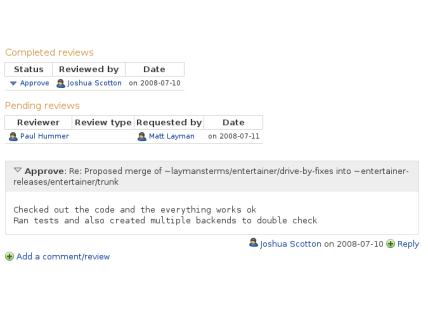 Completed reviews
Status Reviewed by Date
Approve Joshua Scotton on 2008-07-10
Pending reviews
Reviewer Review type Requested by Date
Paul Hummer Matt Layman on 2008-07-11
Approve: Re: Proposed merge of ~laymansterms/entertainer/drive-by-fixes into ~entertainer-
releases/entertainer/trunk
Checked out the code and the everything works ok
Ran tests and also created multiple backends to double check
Joshua Scotton on 2008-07-10 Reply
Add a comment/review